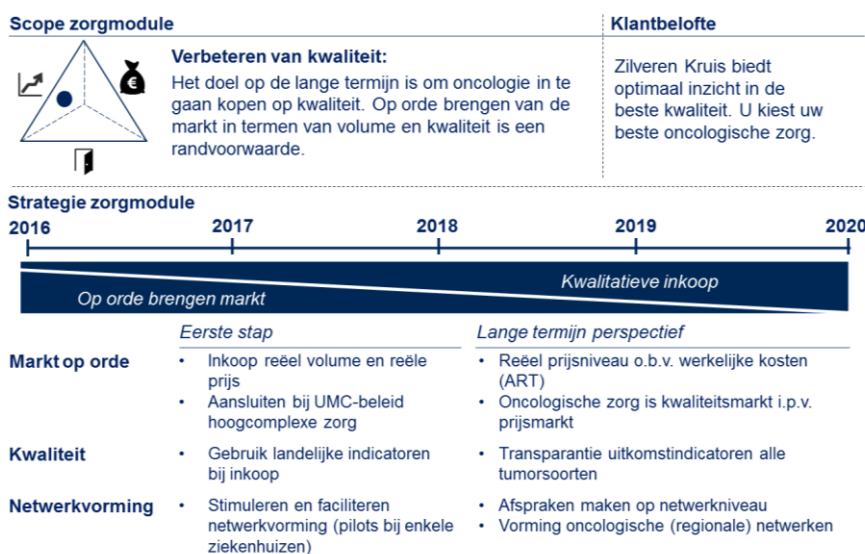 Scope zorgmodule
Klantbelofte
Verbeteren van kwaliteit:
Het doel op de lange termijn is om oncologie in te
gaan kopen op kwaliteit. Op orde brengen van de
markt in termen van volume en kwaliteit is een
randvoorwaarde.
€
Zilveren Kruis biedt
optimaal inzicht in de
beste kwaliteit. U kiest uw
beste oncologische zorg.
Strategie zorgmodule
2016 2017 2018 2019 2020
Kwalitatieve inkoop
Op orde brengen markt
Eerste stap
Lange termijn perspectief
Markt op orde
• Inkoop reëel volume en reële
prijs
• Aansluiten bij UMC-beleid
hoogcomplexe zorg
• Reëel prijsniveau o.b.v. werkelijke kosten
(ART)
• Oncologische zorg is kwaliteitsmarkt i.p.v.
prijsmarkt
Kwaliteit
• Gebruik landelijke indicatoren
bij inkoop
• Transparantie uitkomstindicatoren alle
tumorsoorten
Netwerkvorming
• Stimuleren en faciliteren
netwerkvorming (pilots bij enkele
ziekenhuizen)
• Afspraken maken op netwerkniveau
• Vorming oncologische (regionale) netwerken